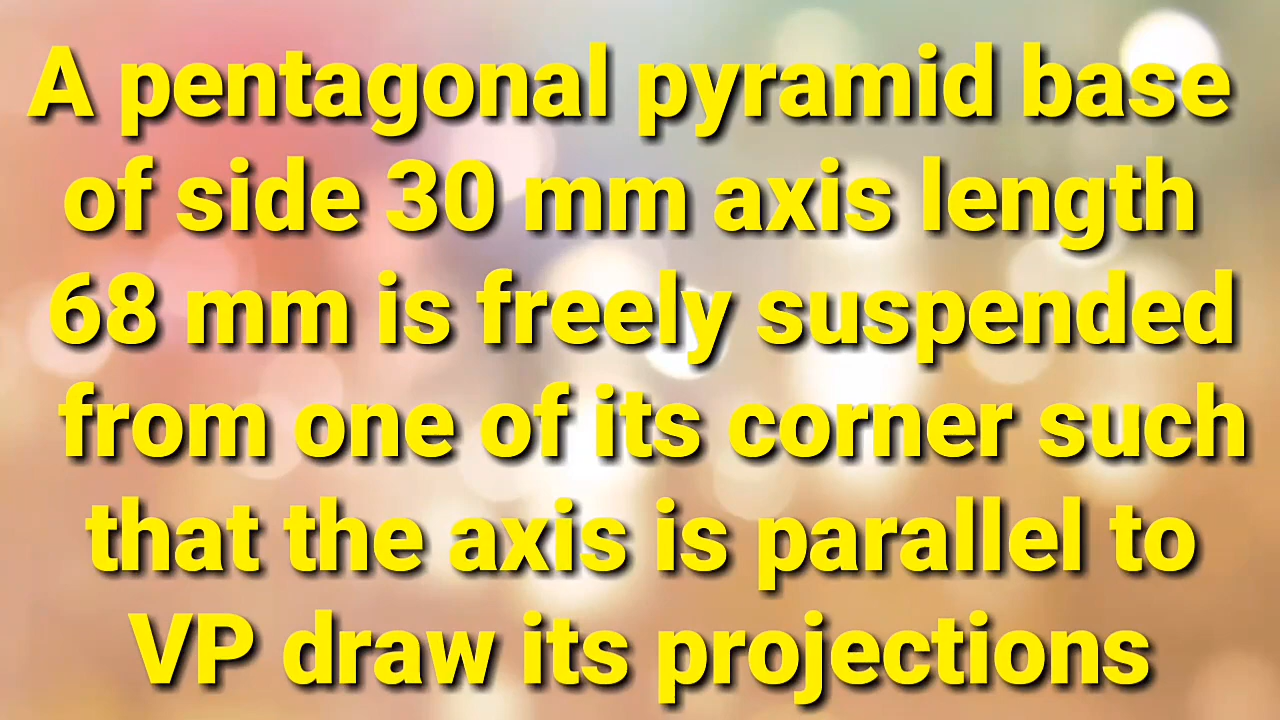 A pentagonal pyramid base
of side 30 mm axis length
68 mm is freely suspended
from one of its corner such
that the axis is parallel to
VP draw its projections